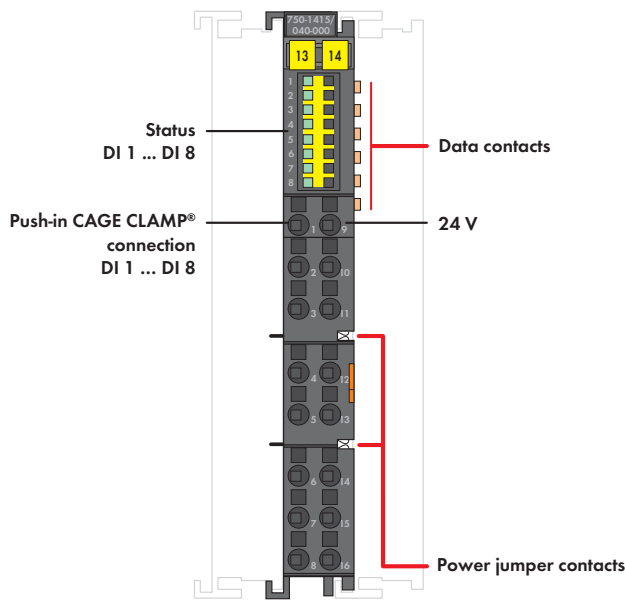 750-1415/
040-000
13 14
1
2
3
4
5
6
7
8
Status
DI 1 ... DI 8
Data contacts
Push-in CAGE CLAMP®
connection
DI 1 ... DI 8
24 V
1 9
2 10
3 11
4 12
5 13
6 14
7 15
8 16
Power jumper contacts